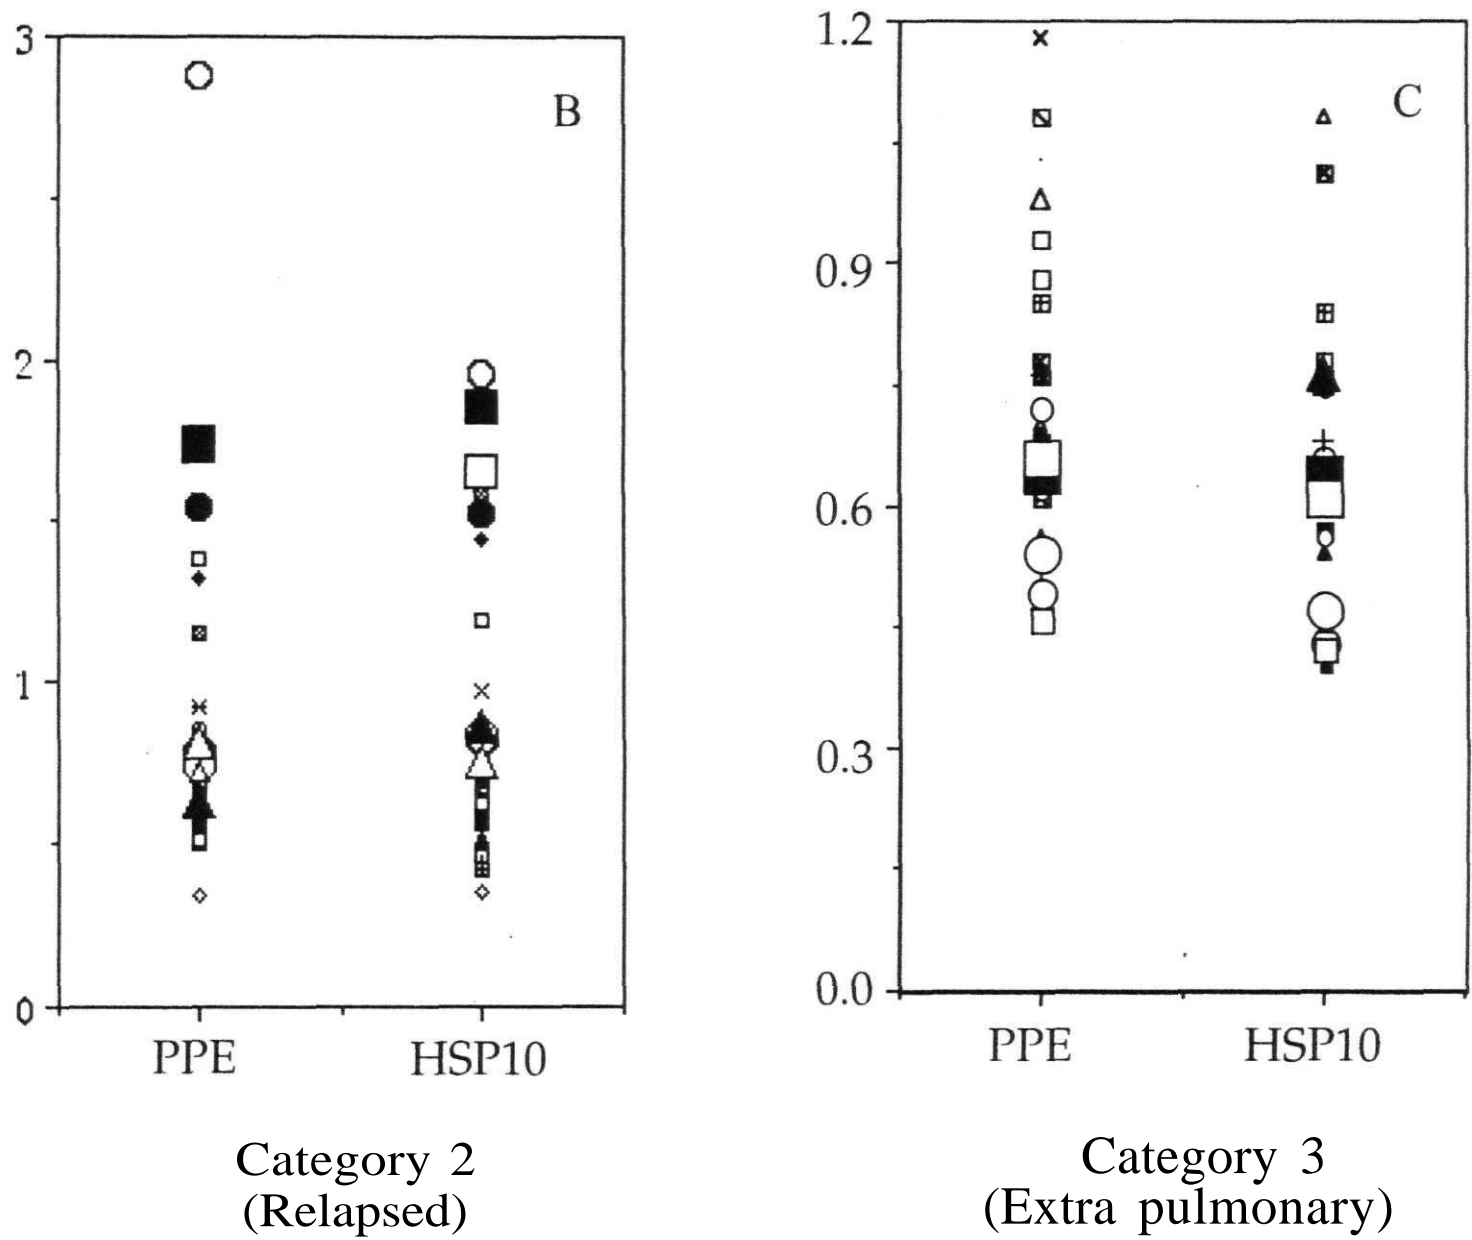 3
2
1
0
B
PPE HSP10
Category 2
(Relapsed)
1.2
0.9
0.6
0.3
0.0
C
PPE HSP10
Category 3
(Extra pulmonary)